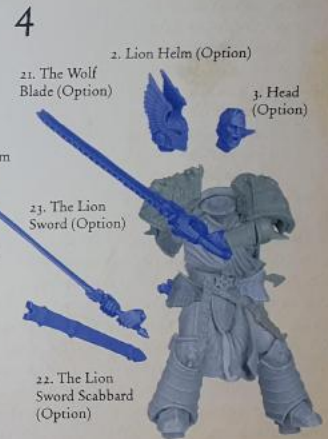 4
2. Lion Helm (Option)
21. The Wolf
Blade (Option)
3. Head
(Option)
m
23. The Lion
Sword (Option)
22. The Lion
Sword Scabbard
(Option)